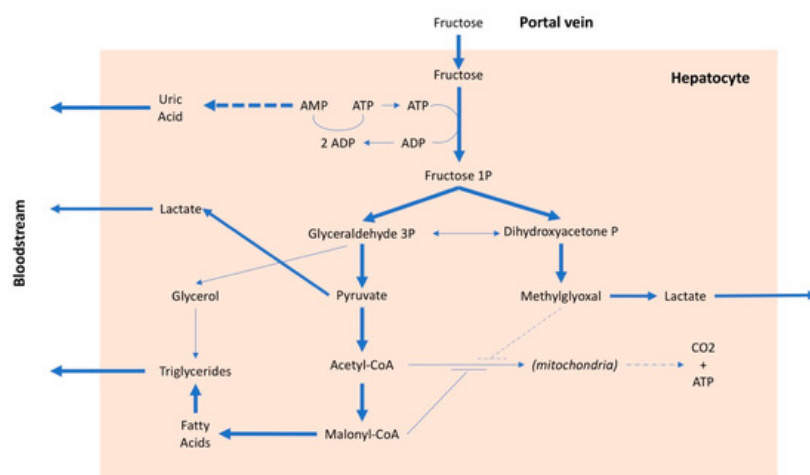 Fructose
Portal vein
Fructose
Hepatocyte
Uric
Acid
AMP
ATP
ATP
2 ADP
ADP
Fructose 1P
Lactate
Glyceraldehyde 3P
Dihydroxyacetone P
Bloodstream
Glycerol
Pyruvate
Methylglyoxal
Lactate
Triglycerides
Acetyl-CoA
(mitochondria)
CO2
+
ATP
Fatty
Acids
Malonyl-CoA